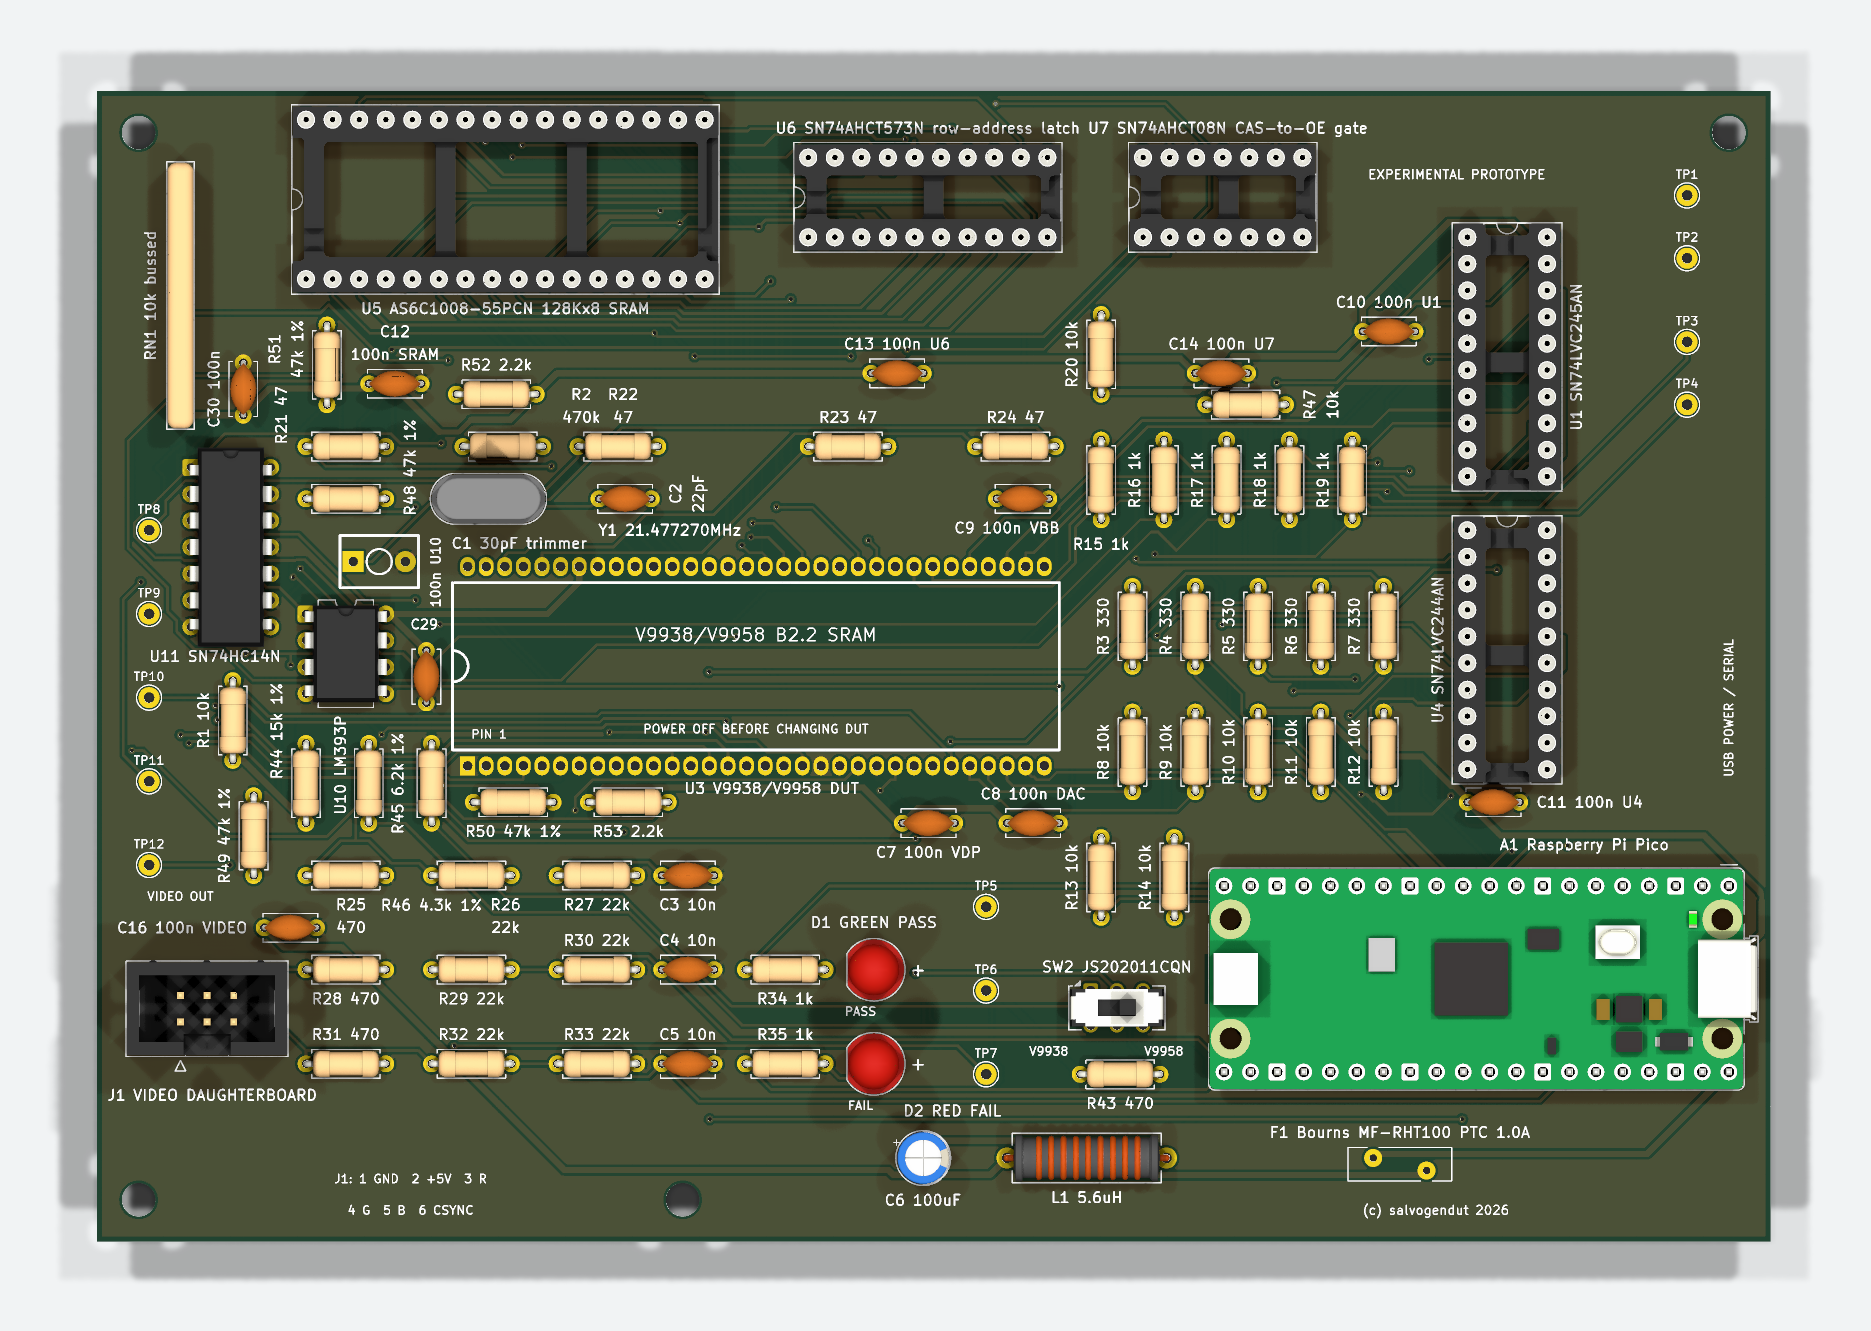 U6 SN74AHCT573N row-address latch U7 SN74AHCT08N CAS-to-OE gate
EXPERIMENTAL PROTOTYPE
TP1
TP2
TP3
TP4
RN1 10k bussed
U5 AS6C1008-55PCN 128Kx8 SRAM
C10 100n U1
U1 SN74LVC245AN
R51
47k 1%
C12
100n SRAM
C13 100n U6
R20 10k
C14 100n U7
C30 100n
R21 47
R52 2.2k
R2 R22
470k 47
R23 47
R24 47
R47
10k
R48 47k 1%
C2
22pF
R16 1k
R17 1k
R18 1k
R19 1k
TP8
Y1 21.477270MHz
C9 100n VBB
R15 1k
C1 30pF trimmer
100n U10
C29
TP9
U11 SN74HC14N
V9938/V9958 B2.2 SRAM
R3 330
R4 330
R5 330
R6 330
R7 330
U4 SN74LVC244AN
USB POWER / SERIAL
TP10
R1 10k
R44 15k 1%
U10 LM393P
R45 6.2k 1%
PIN 1
POWER OFF BEFORE CHANGING DUT
R8 10k
R9 10k
R10 10k
R11 10k
R12 10k
TP11
U3 V9938/V9958 DUT
C8 100n DAC
C11 100n U4
R49 47k 1%
R50 47k 1%
R53 2.2k
C7 100n VDP
A1 Raspberry Pi Pico
TP12
VIDEO OUT
R13 10k
R14 10k
TP5
R25
R46 4.3k 1%
R26
R27 22k
C3 10n
C16 100n VIDEO
470
22k
D1 GREEN PASS
R30 22k
C4 10n
+
TP6
SW2 JS202011CQN
R28 470
R29 22k
R34 1k
PASS
R31 470
R32 22k
R33 22k
C5 10n
R35 1k
+
TP7
V9938
V9958
J1 VIDEO DAUGHTERBOARD
FAIL
D2 RED FAIL
R43 470
F1 Bourns MF-RHT100 PTC 1.0A
+
J1: 1 GND 2 +5V 3 R
C6 100uF
L1 5.6uH
4 G 5 B 6 CSYNC
(c) salvogendut 2026